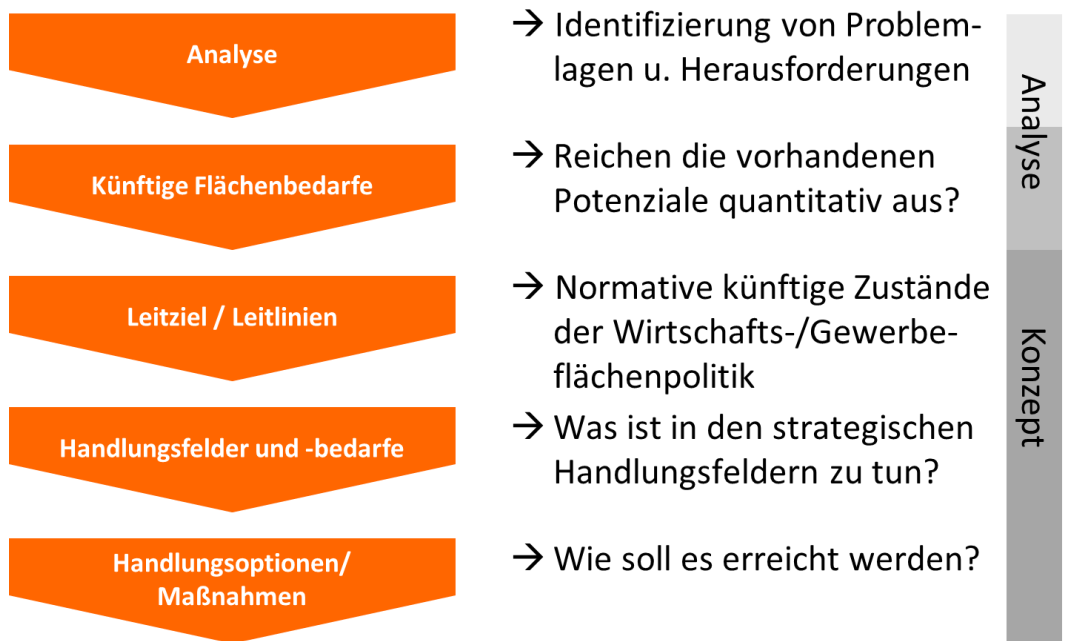 Analyse
→ Identifizierung von Problem-
lagen u. Herausforderungen
Künftige Flächenbedarfe
→ Reichen die vorhandenen
Potenziale quantitativ aus?
Leitziel / Leitlinien
→ Normative künftige Zustände
der Wirtschafts-/Gewerbe-
flächenpolitik
Handlungsfelder und -bedarfe
→ Was ist in den strategischen
Handlungsfeldern zu tun?
Handlungsoptionen/
Maßnahmen
→ Wie soll es erreicht werden?
Analyse
Konzept